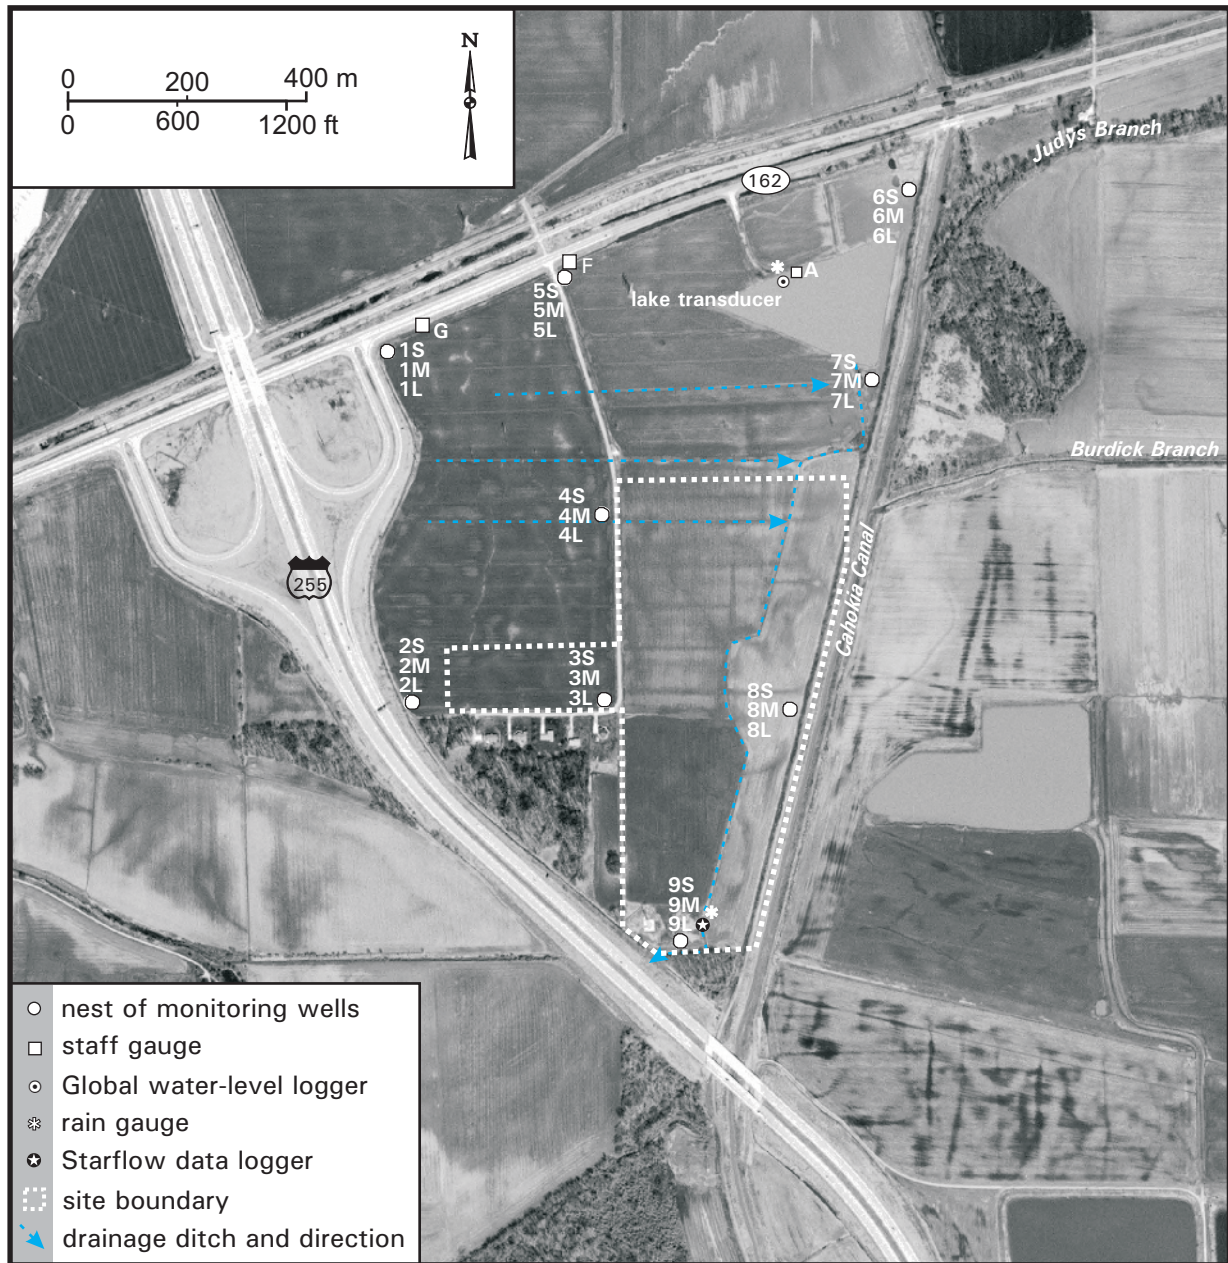 0 200 400 m
0 600 1200 ft
N
Judys Branch
162
6S
6M
6L
F
A
lake transducer
5S
5M
5L
G
1S
1M
1L
7S
7M
7L
Burdick Branch
4S
4M
4L
Cahokia Canal
255
2S
2M
2L
3S
3M
3L
8S
8M
8L
9S
9M
9L
nest of monitoring wells
staff gauge
Global water-level logger
rain gauge
Starflow data logger
site boundary
drainage ditch and direction